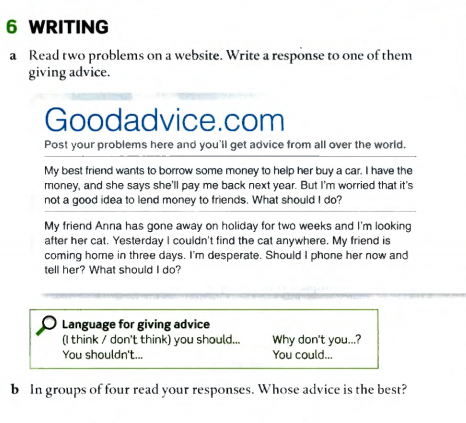 6 WRITING
a Read two problems on a website. Write a response to one of them
giving advice.
Goodadvice.com
Post your problems here and you'll get advice from all over the world.
My best friend wants to borrow some money to help her buy a car. I have the
money, and she says she'll pay me back next year. But I'm worried that it's
not a good idea to lend money to friends. What should I do?
My friend Anna has gone away on holiday for two weeks and I'm looking
after her cat. Yesterday I couldn't find the cat anywhere. My friend is
coming home in three days. I'm desperate. Should I phone her now and
tell her? What should I do?
Language for giving advice
(I think / don't think) you should... Why don't you...?
You shouldn't... You could...
b In groups of four read your responses. Whose advice is the best?